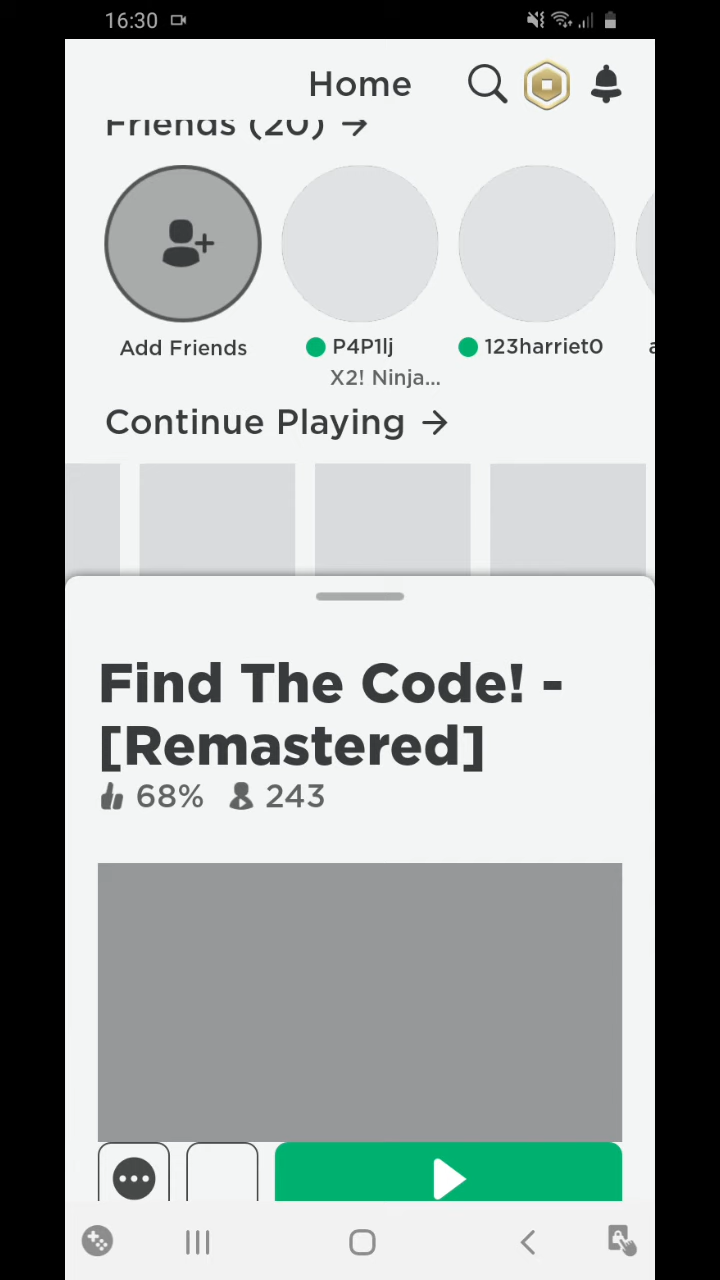 16:30
Home
Friends (20) →
Add Friends
P4P1lj
123harriet0
a
X2! Ninja...
Continue Playing →
Find The Code! -
[Remastered]
68% 243